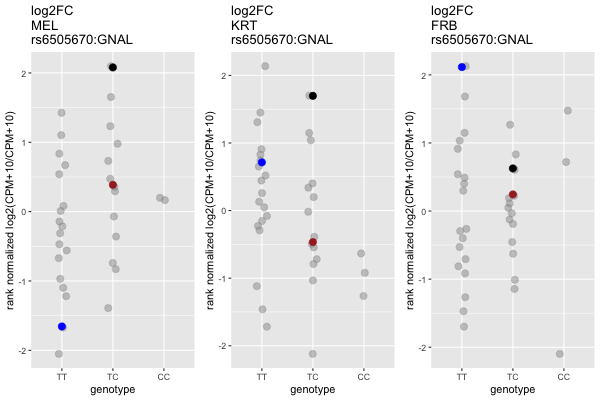 log2FC
MEL
rs6505670:GNAL
rank normalized log2(CPM+10/CPM+10)
2
1
0
-1
-2
TT
TC
CC
genotype
log2FC
KRT
rs6505670:GNAL
rank normalized log2(CPM+10/CPM+10)
2
1
0
-1
-2
TT
TC
CC
genotype
log2FC
FRB
rs6505670:GNAL
rank normalized log2(CPM+10/CPM+10)
2
1
0
-1
-2
TT
TC
CC
genotype